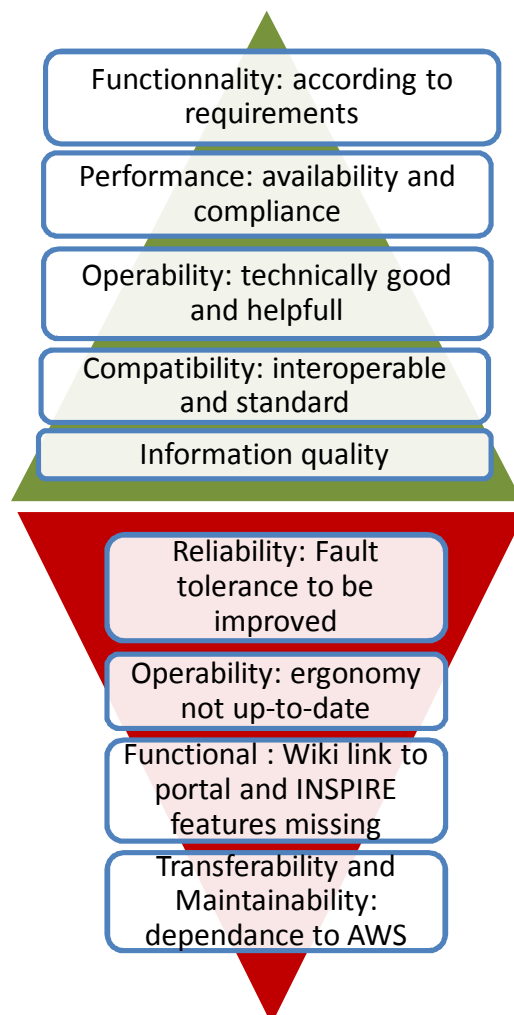 Functionnality: according to
requirements
Performance: availability and
compliance
Operability: technically good
and helpfull
Compatibility: interoperable
and standard
Information quality
Reliability: Fault
tolerance to be
improved
Operability: ergonomy
not up-to-date
Functional : Wiki link to
portal and INSPIRE
features missing
Transferability and
Maintainability:
dependance to AWS